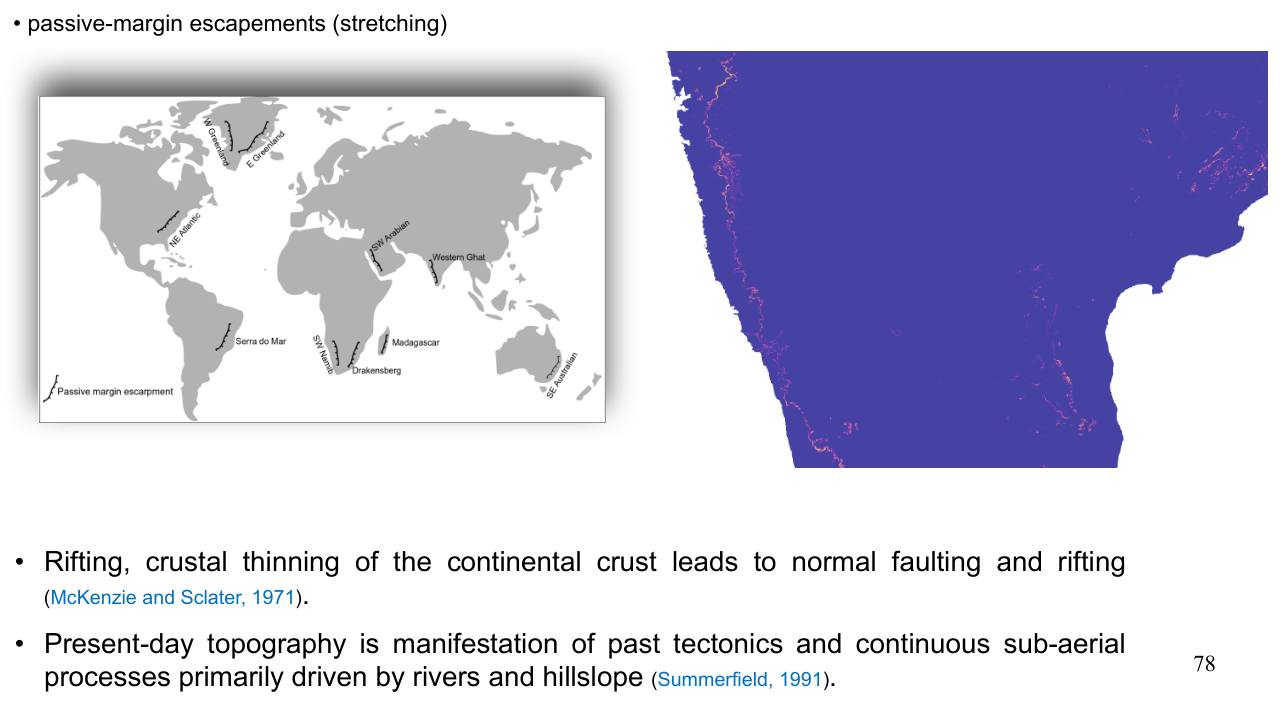 • passive-margin escapements (stretching)
W Greenland
E Greenland
NE Atlantic
SW Arabian
Western Ghat
Serra do Mar
SW Namib
Drakensberg
Madagascar
SE Australian
Passive margin escarpment
• Rifting, crustal thinning of the continental crust leads to normal faulting and rifting
(McKenzie and Sclater, 1971).
• Present-day topography is manifestation of past tectonics and continuous sub-aerial
processes primarily driven by rivers and hillslope (Summerfield, 1991).
78